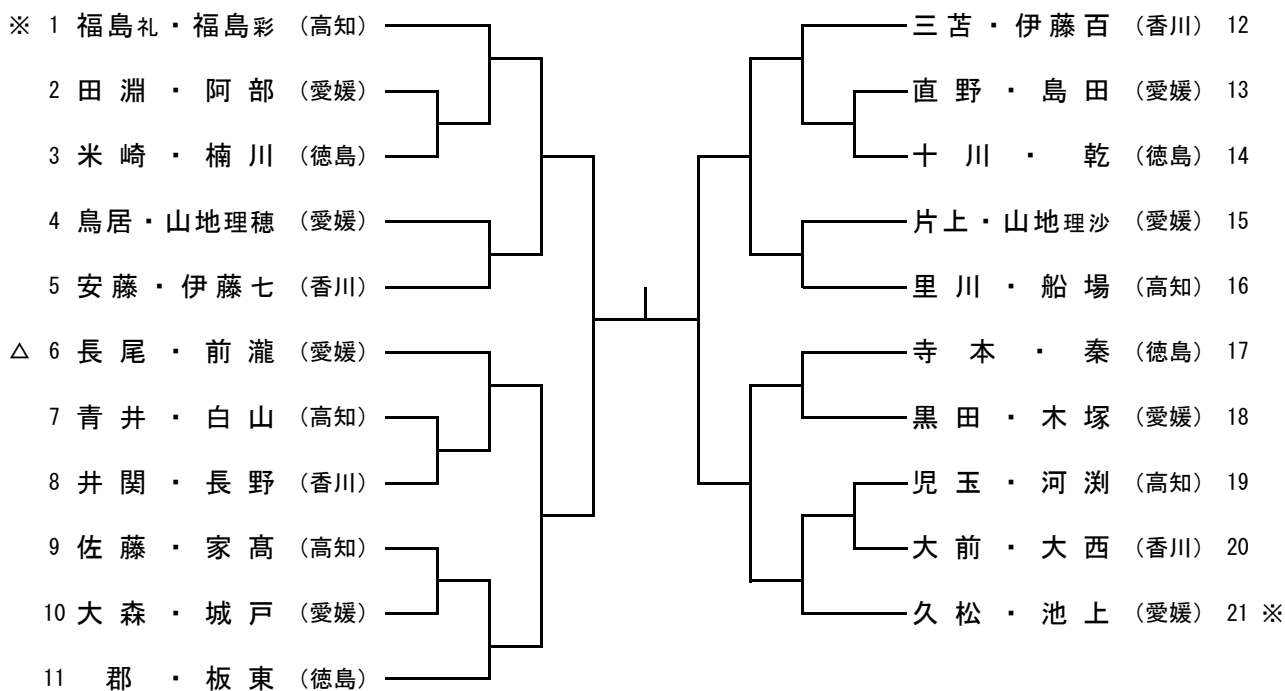 ※ 1 福島礼・福島彩 (高知)
2 田淵・阿部 (愛媛)
3 米崎・楠川 (徳島)
4 鳥居・山地理穂 (愛媛)
5 安藤・伊藤七 (香川)
△ 6 長尾・前瀧 (愛媛)
7 青井・白山 (高知)
8 井関・長野 (香川)
9 佐藤・家髙 (高知)
10 大森・城戸 (愛媛)
11 郡・板東 (徳島)
三苫・伊藤百 (香川) 12
直野・島田 (愛媛) 13
十川・乾 (徳島) 14
片上・山地理沙 (愛媛) 15
里川・船場 (高知) 16
寺本・秦 (徳島) 17
黒田・木塚 (愛媛) 18
児玉・河渕 (高知) 19
大前・大西 (香川) 20
久松・池上 (愛媛) 21 ※